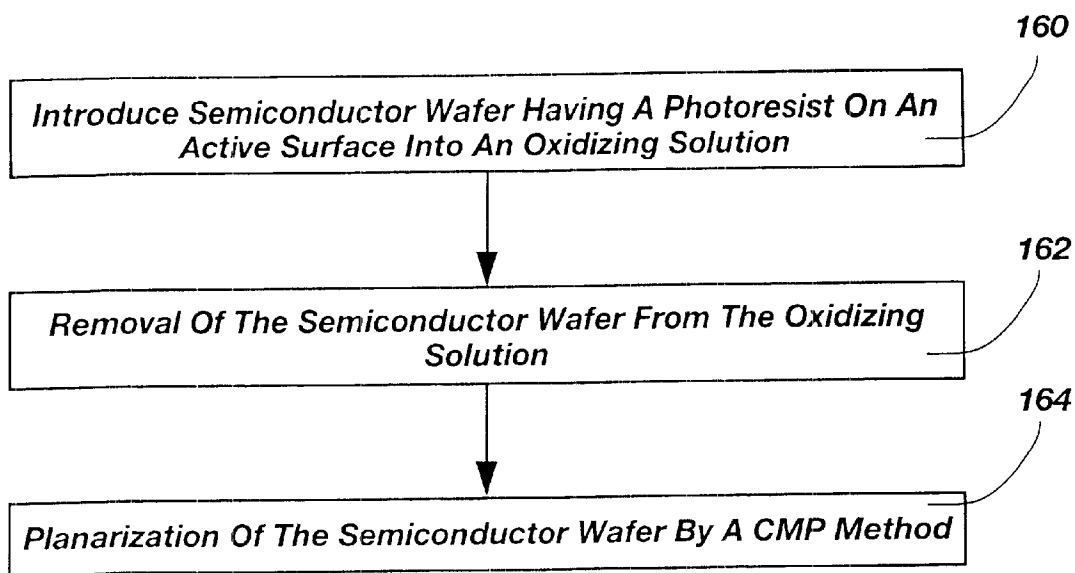 160
Introduce Semiconductor Wafer Having A Photoresist On An
Active Surface Into An Oxidizing Solution
162
Removal Of The Semiconductor Wafer From The Oxidizing
Solution
164
Planarization Of The Semiconductor Wafer By A CMP Method